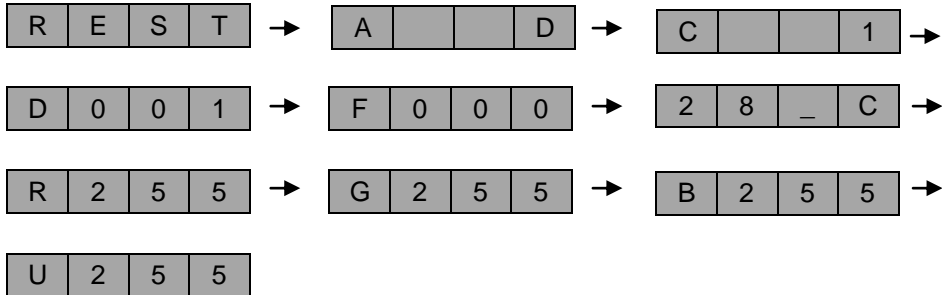 R E S T → A D → C 1 →
D 0 0 1 → F 0 0 0 → 2 8 _ C →
R 2 5 5 → G 2 5 5 → B 2 5 5 →
U 2 5 5